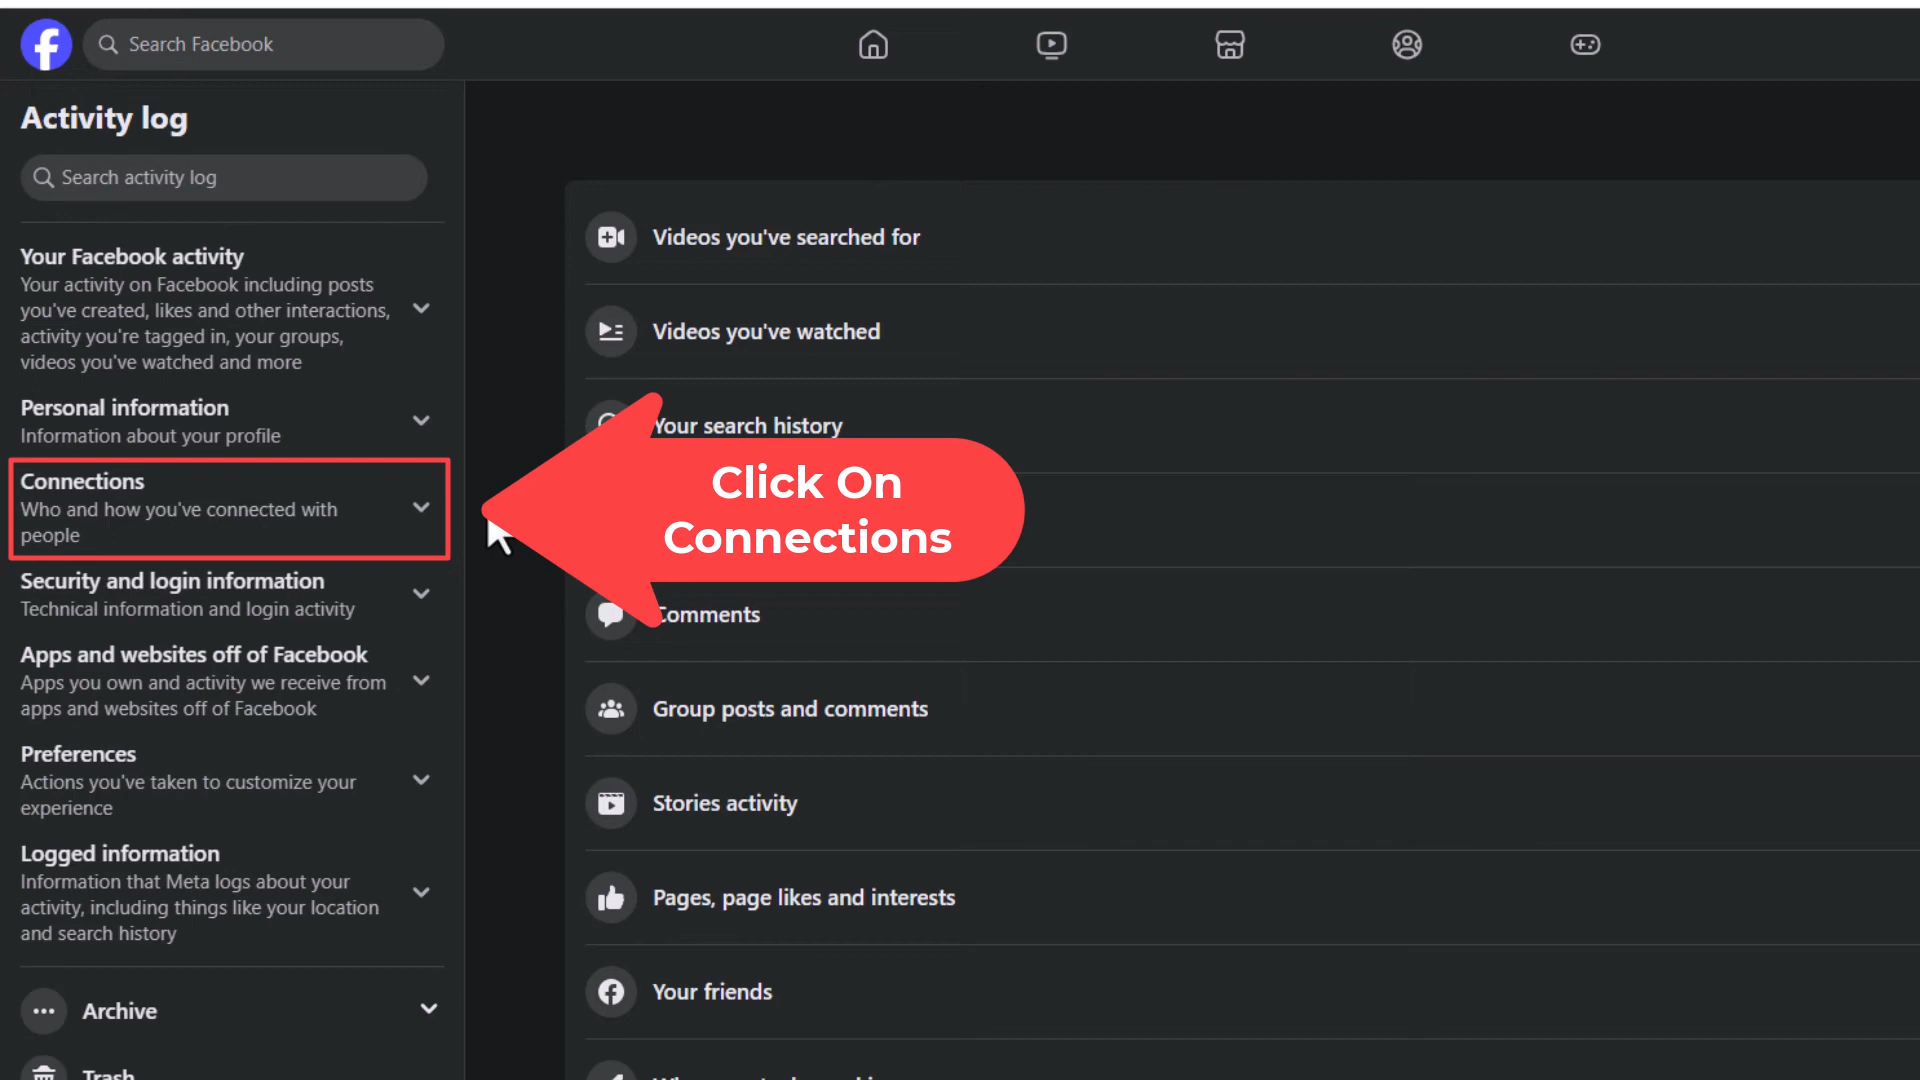 Search Facebook
Activity log
Search activity log
Your Facebook activity
Your activity on Facebook including posts
you've created, likes and other interactions,
activity you're tagged in, your groups,
videos you've watched and more
Personal information
Information about your profile
Connections
Who and how you've connected with
people
Security and login information
Technical information and login activity
Apps and websites off of Facebook
Apps you own and activity we receive from
apps and websites off of Facebook
Preferences
Actions you've taken to customize your
experience
Logged information
Information that Meta logs about your
activity, including things like your location
and search history
Archive
Trash
Videos you've searched for
Videos you've watched
Your search history
Click On
Connections
Comments
Group posts and comments
Stories activity
Pages, page likes and interests
Your friends